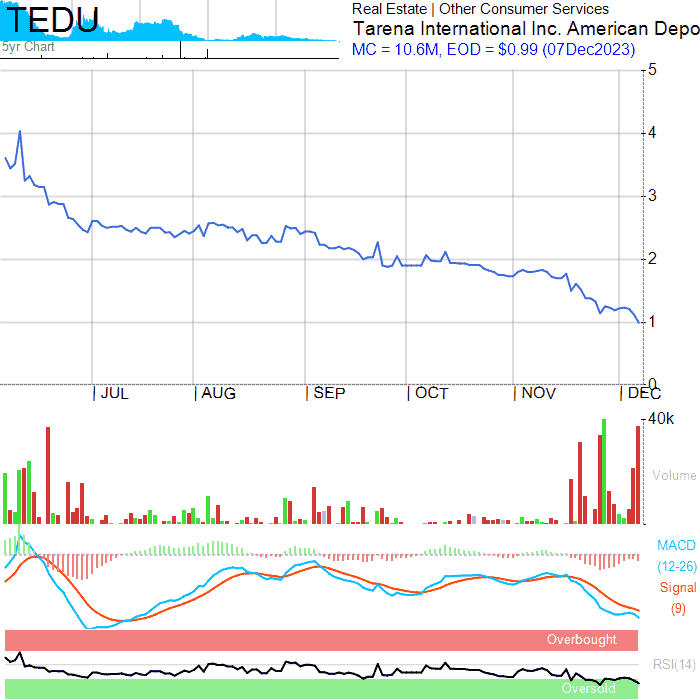 TEDU
5yr Chart
Real Estate | Other Consumer Services
Tarena International Inc. American Depo
MC = 10.6M, EOD = $0.99 (07Dec2023)
5
4
3
2
1
0
JUL AUG SEP OCT NOV DEC
40k
Volume
MACD
(12-26)
Signal
(9)
Overbought
RSI(14)
Oversold